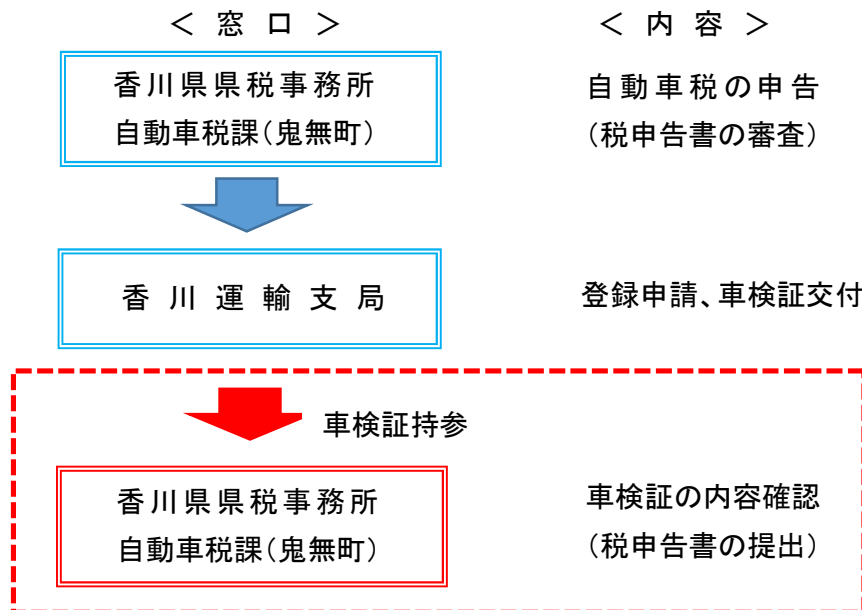 ＜ 窓 口 ＞
＜ 内 容 ＞
香川県県税事務所
自動車税課（鬼無町）
自動車税の申告
（税申告書の審査）
香 川 運 輸 支 局
登録申請、車検証交付
車検証持参
香川県県税事務所
自動車税課（鬼無町）
車検証の内容確認
（税申告書の提出）